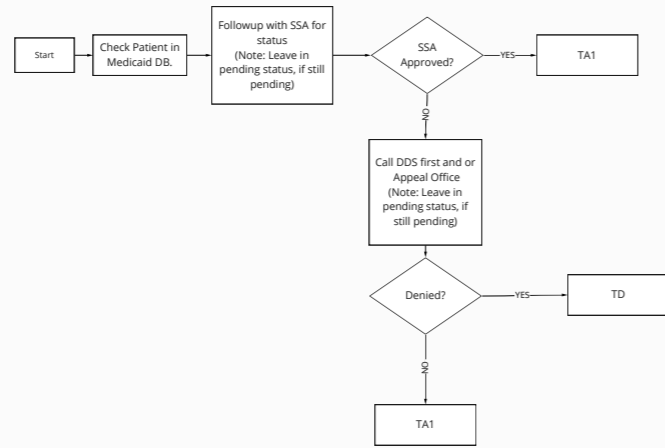 Start
Check Patient in
Medicaid DB.
Followup with SSA for
status
(Note: Leave in
pending status, if still
pending)
SSA
Approved?
YES
TA1
NO
Call DDS first and or
Appeal Office
(Note: Leave in
pending status, if
still pending)
Denied?
YES
TD
NO
TA1